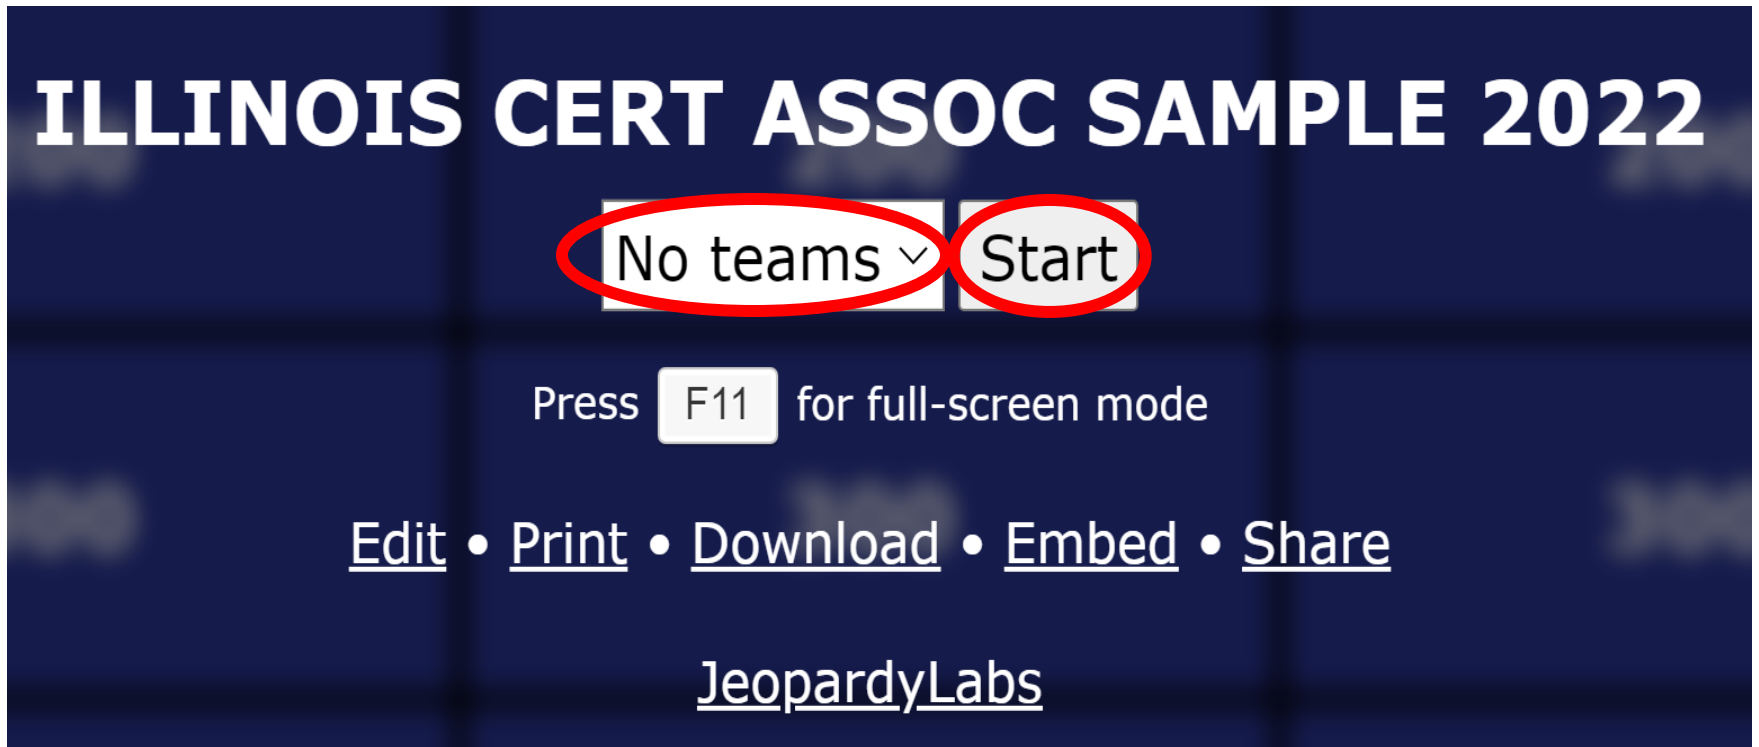 ILLINOIS CERT ASSOC SAMPLE 2022
No teams Start
Press F11 for full-screen mode
Edit • Print • Download • Embed • Share
JeopardyLabs